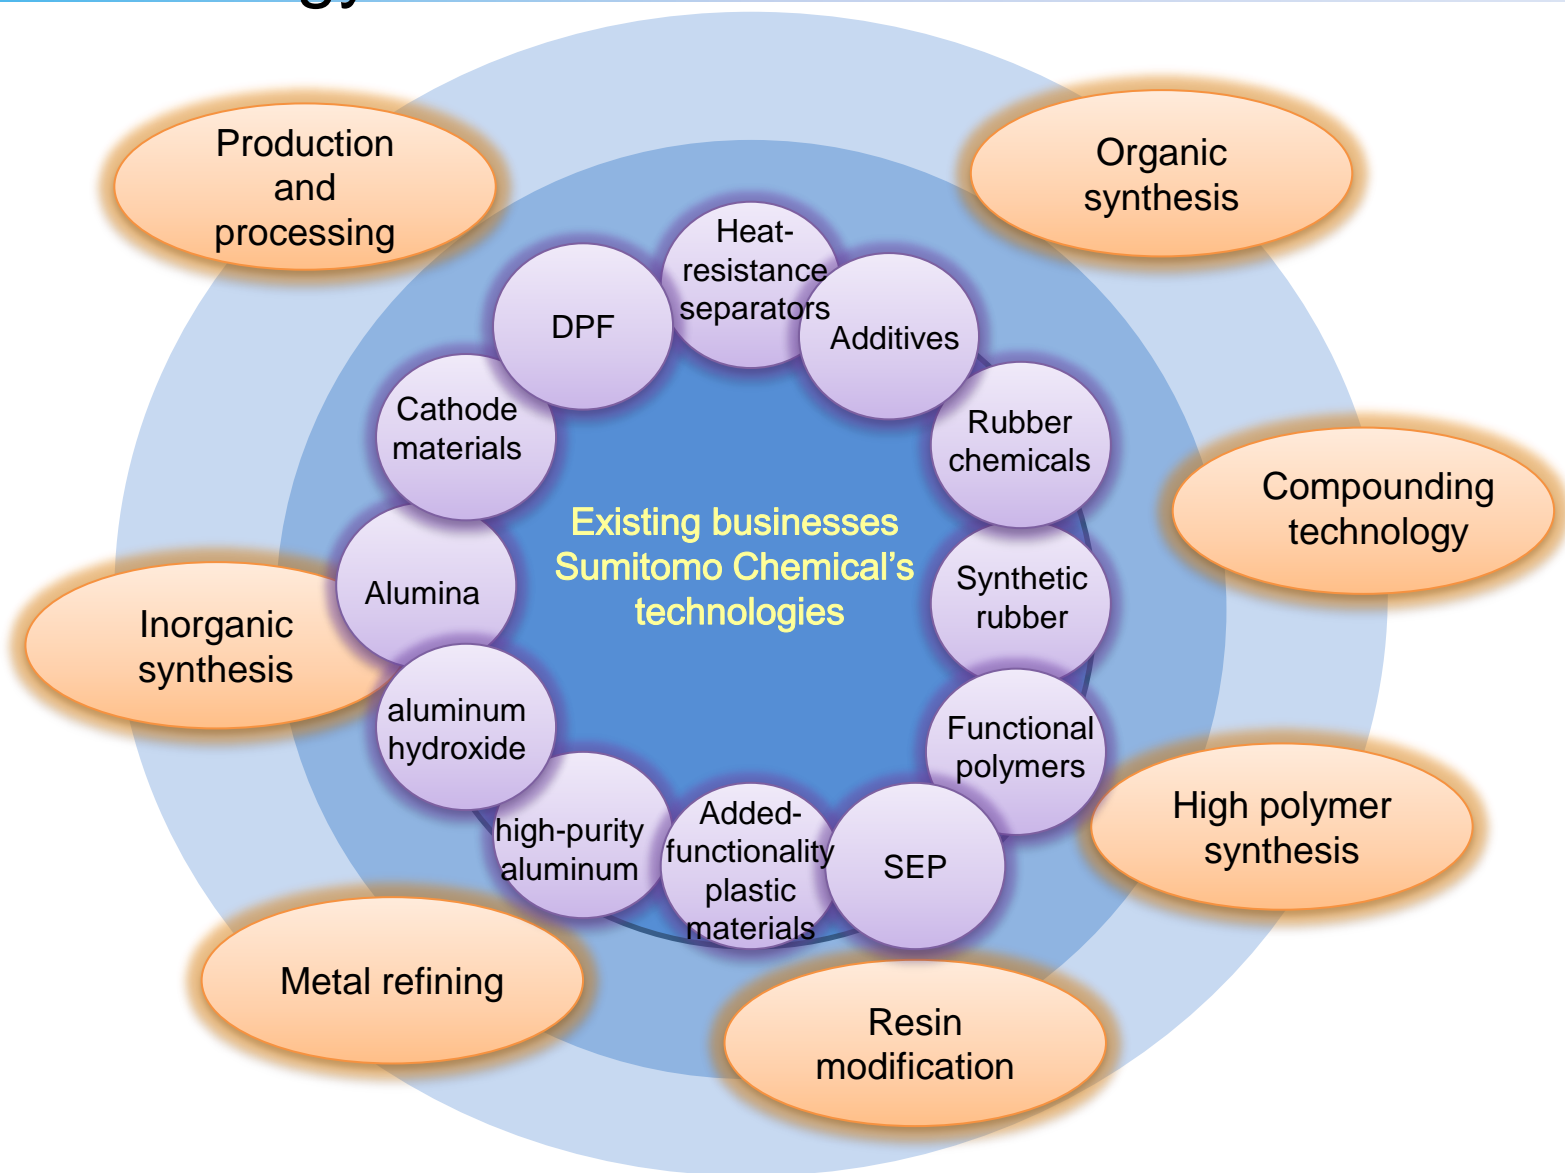 Production
and
processing
Organic
synthesis
Heat-
resistance
separators
DPF
Additives
Cathode
materials
Rubber
chemicals
Compounding
technology
Existing businesses
Sumitomo Chemical’s
technologies
Alumina
Synthetic
rubber
Inorganic
synthesis
aluminum
hydroxide
Functional
polymers
High polymer
synthesis
high-purity
aluminum
Added-
functionality
plastic
materials
SEP
Metal refining
Resin
modification